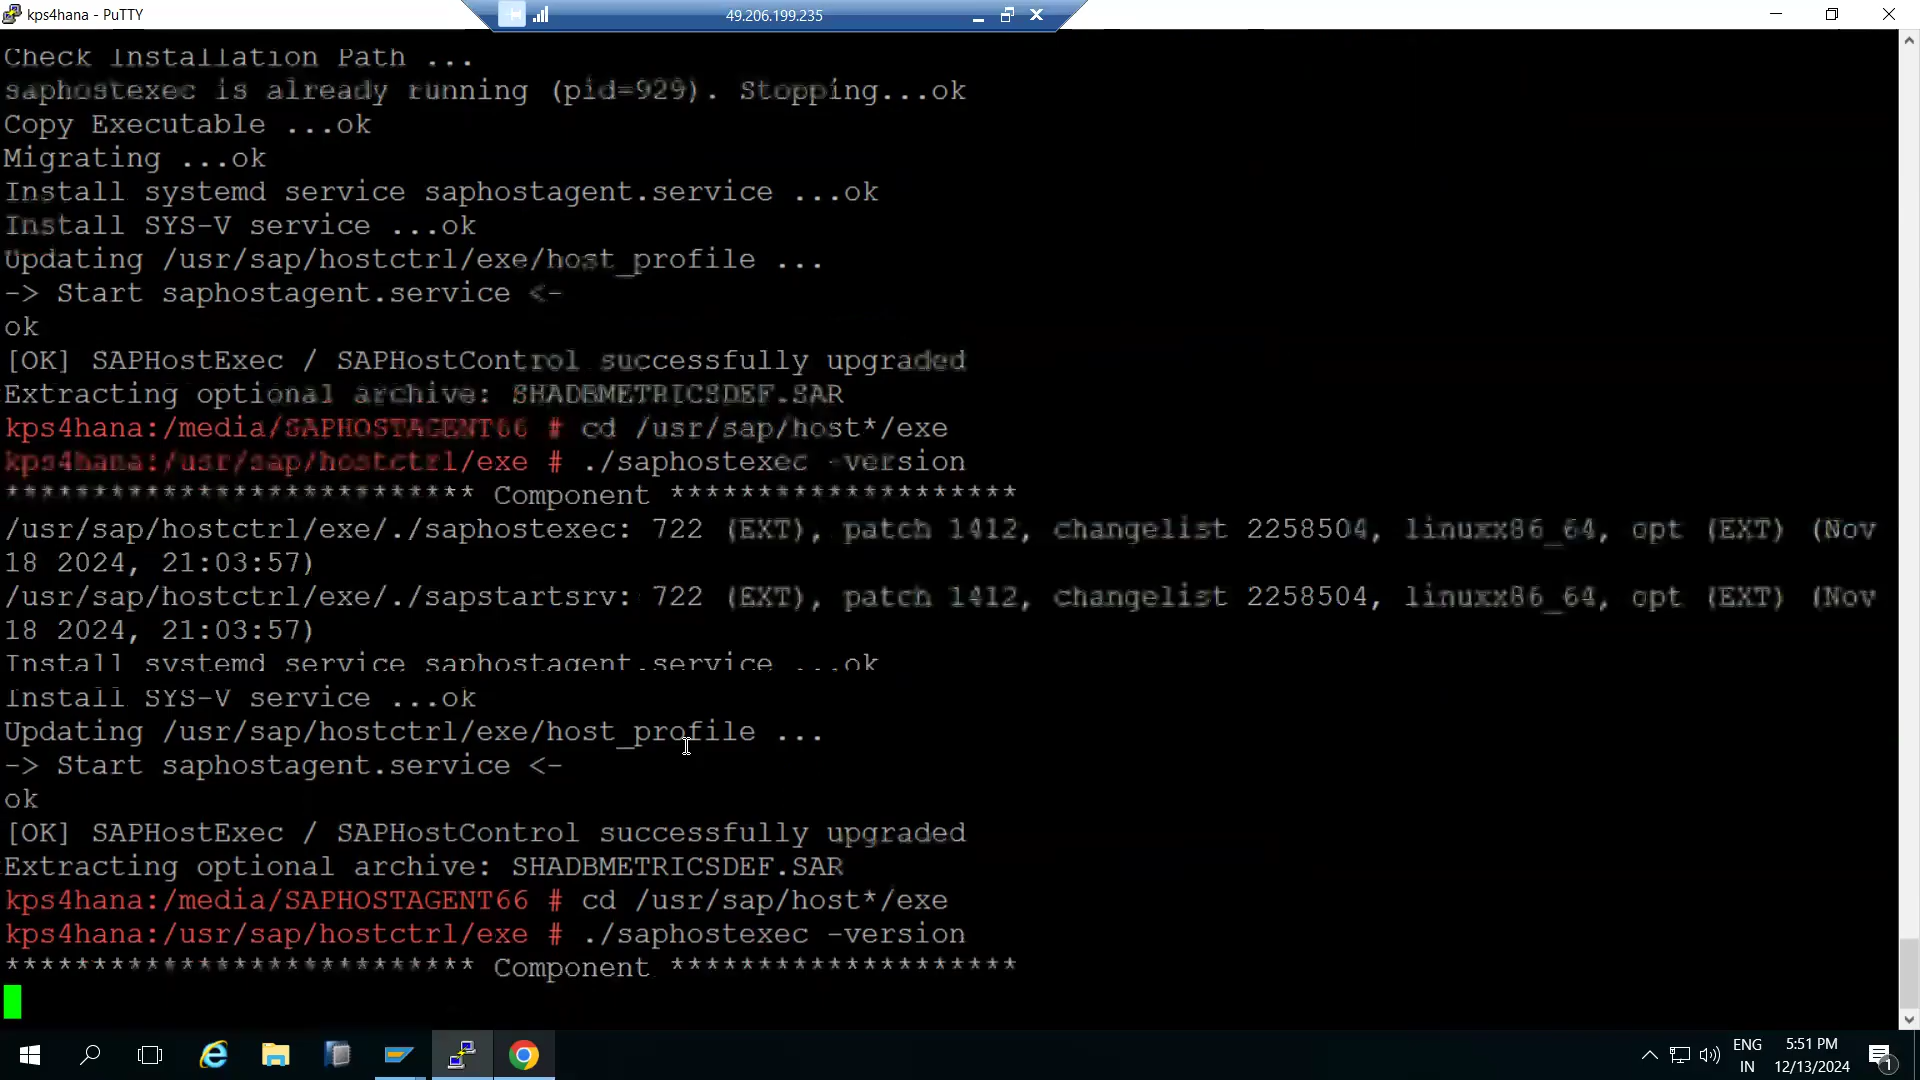 kps4hana - PuTTY
49.206.199.235
Check Installation Path ...
saphostexec is already running (pid=929). Stopping...ok
Copy Executable ...ok
Migrating ...ok
Install systemd service saphostagent.service ...ok
Install SYS-V service ...ok
Updating /usr/sap/hostctrl/exe/host_profile ...
-> Start saphostagent.service <-
ok
[OK] SAPHostExec / SAPHostControl successfully upgraded
Extracting optional archive: SHADBMETRICSDEF.SAR
kps4hana:/media/SAPHOSTAGENT66 # cd /usr/sap/host*/exe
kps4hana:/usr/sap/hostctrl/exe # ./saphostexec -version
*************************** Component ********************
/usr/sap/hostctrl/exe/./saphostexec: 722 (EXT), patch 1412, changelist 2258504, linuxx86_64, opt (EXT) (Nov
18 2024, 21:03:57)
/usr/sap/hostctrl/exe/./sapstartsrv: 722 (EXT), patch 1412, changelist 2258504, linuxx86_64, opt (EXT) (Nov
18 2024, 21:03:57)
Install systemd service saphostagent.service ...ok
Install SYS-V service ...ok
Updating /usr/sap/hostctrl/exe/host_profile ...
-> Start saphostagent.service <-
ok
[OK] SAPHostExec / SAPHostControl successfully upgraded
Extracting optional archive: SHADBMETRICSDEF.SAR
kps4hana:/media/SAPHOSTAGENT66 # cd /usr/sap/host*/exe
kps4hana:/usr/sap/hostctrl/exe # ./saphostexec -version
*************************** Component ********************
ENG
IN
5:51 PM
12/13/2024
1